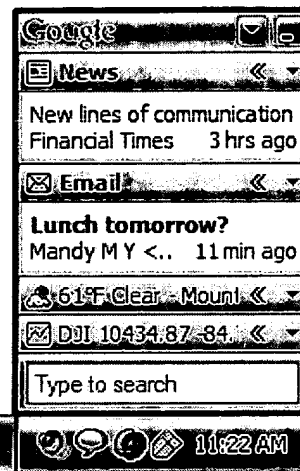 Google
News
New lines of communication
Financial Times 3 hrs ago
Email
Lunch tomorrow?
Mandy M Y <.. 11 min ago
61°F Clear - Mount
DJI 10434.87 -84.
Type to search
11:22 AM